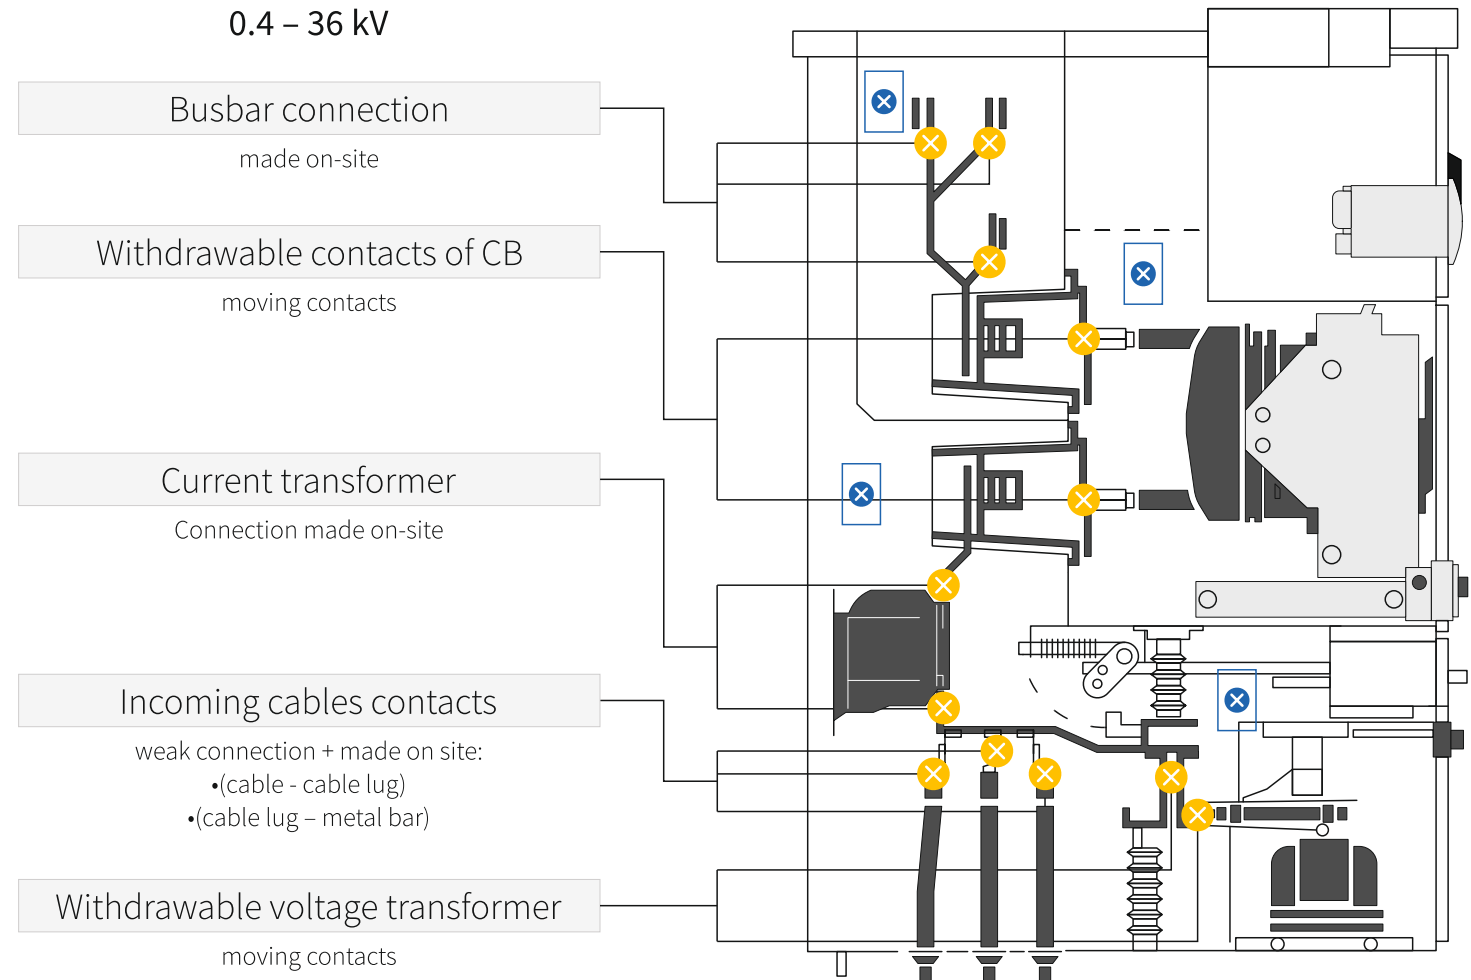 0.4 – 36 kV
Busbar connection
made on-site
Withdrawable contacts of CB
moving contacts
Current transformer
Connection made on-site
Incoming cables contacts
weak connection + made on site:
•(cable - cable lug)
•(cable lug – metal bar)
Withdrawable voltage transformer
moving contacts